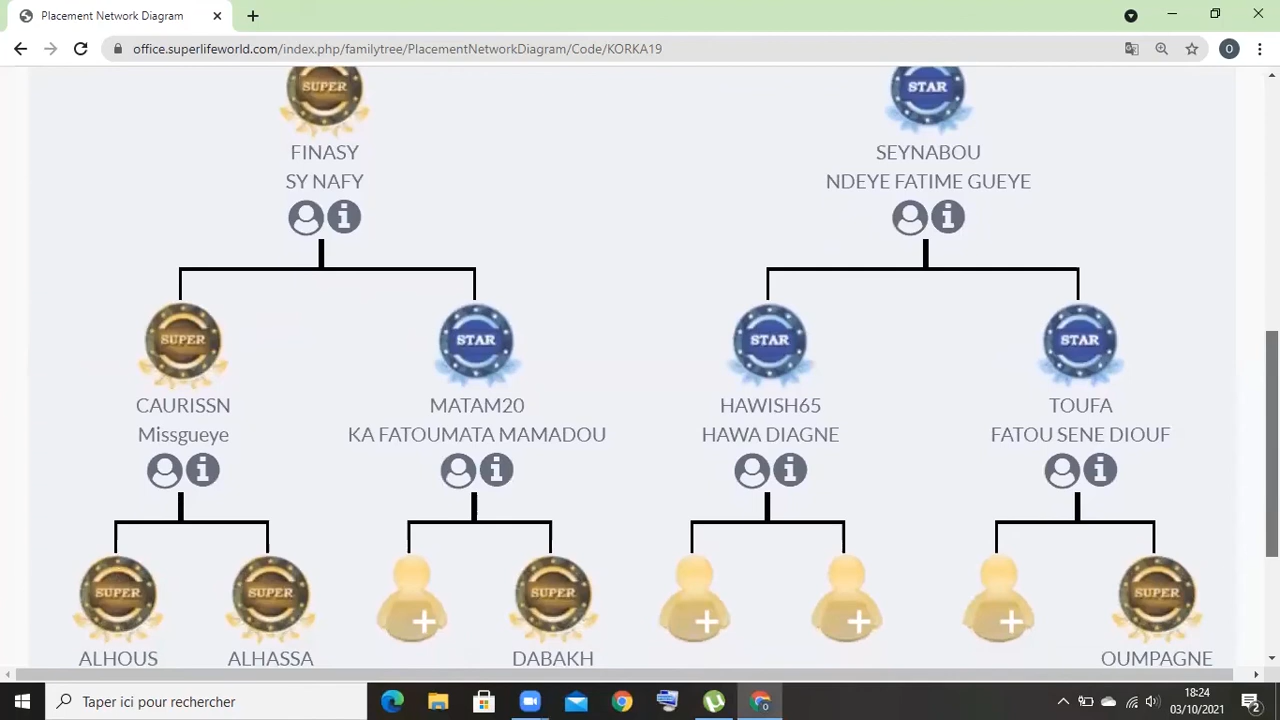 Placement Network Diagram
office.superlifeworld.com/index.php/familytree/PlacementNetworkDiagram/Code/KORKA19
O
SUPER
STAR
FINASY
SEYNABOU
SY NAFY
NDEYE FATIME GUEYE
SUPER
STAR
STAR
STAR
CAURISSN
MATAM20
HAWISH65
TOUFA
Missgueye
KA FATOUMATA MAMADOU
HAWA DIAGNE
FATOU SENE DIOUF
SUPER
SUPER
SUPER
SUPER
ALHOUS
ALHASSA
DABAKH
OUMPAGNE
Taper ici pour rechercher
18:24
03/10/2021
2